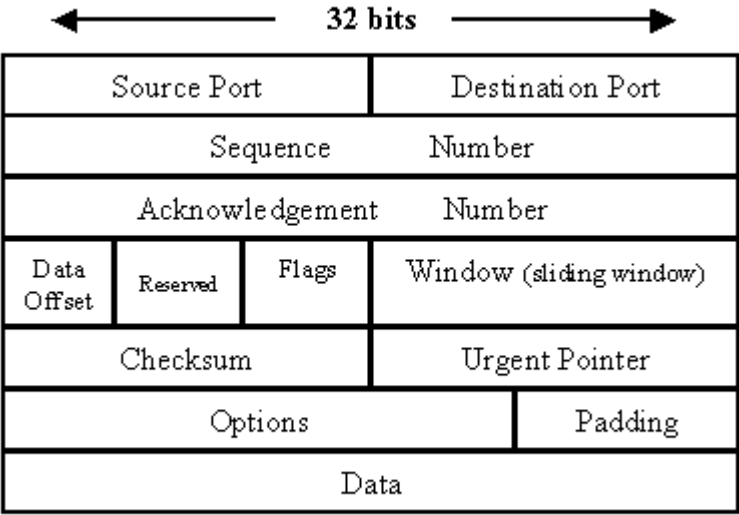 32 bits
Source Port
Destination Port
Sequence Number
Acknowledgement Number
Data
Offset
Reserved
Flags
Window (sliding window)
Checksum
Urgent Pointer
Options
Padding
Data